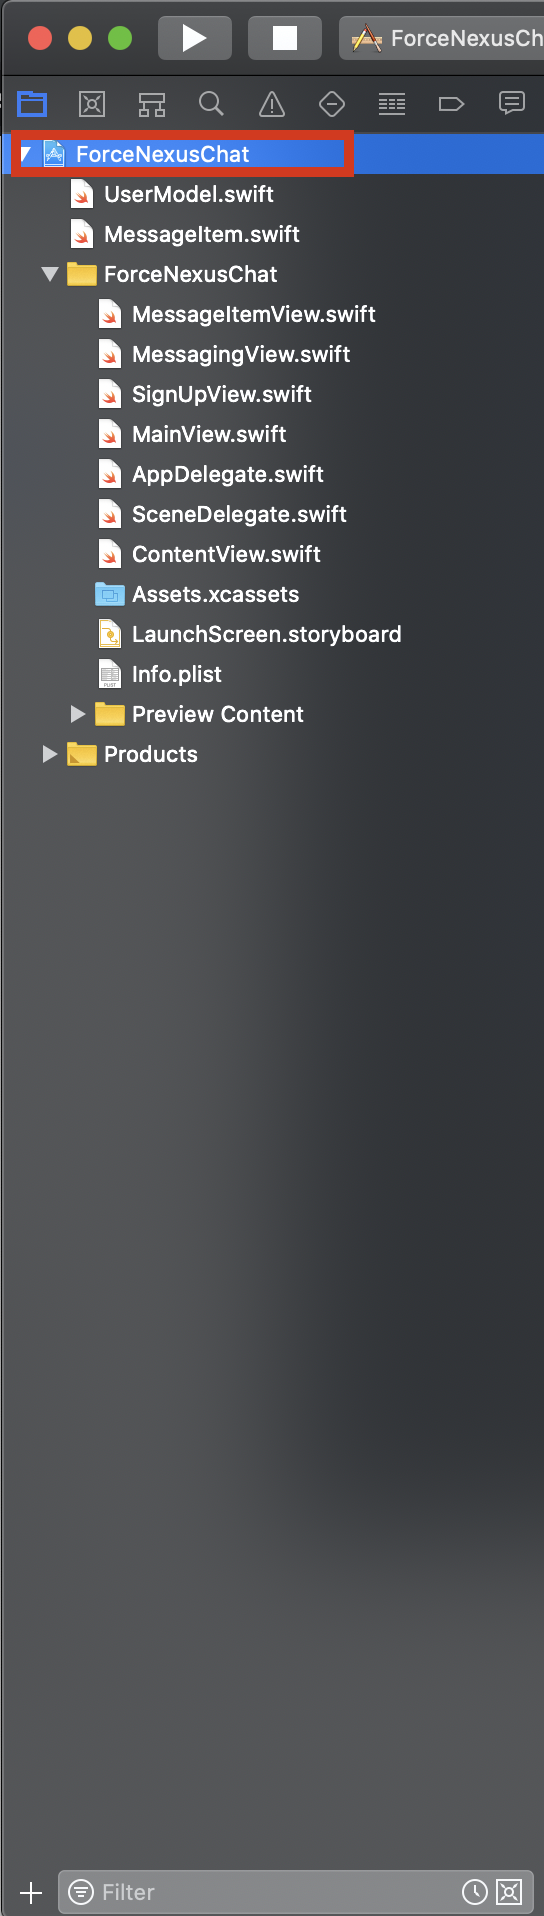 ForceNexusCh
ForceNexusChat
UserModel.swift
MessageItem.swift
ForceNexusChat
MessageItemView.swift
MessagingView.swift
SignUpView.swift
MainView.swift
AppDelegate.swift
SceneDelegate.swift
ContentView.swift
Assets.xcassets
LaunchScreen.storyboard
Info.plist
Preview Content
Products
Filter